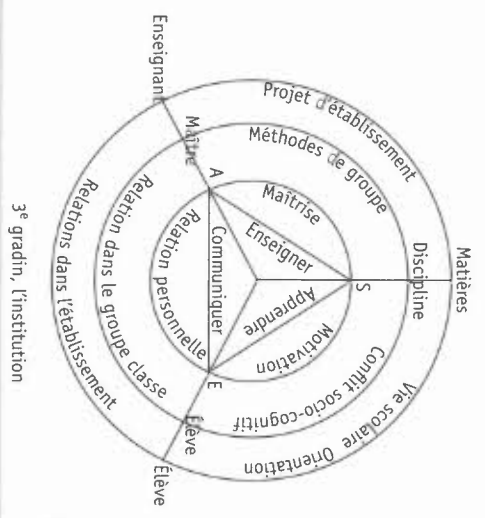 Matières
Discipline
S
Projet d'établissement
Méthodes de groupe
Maîtrise
Enseigner
Apprendre
Motivation
Conflit socio-cognitif
Vie scolaire Orientation
Enseignant
Maître
A
Communiquer
E
Élève
Élève
Relation personnelle
Relation dans le groupe classe
Relations dans l'établissement
3e gradin, l'institution